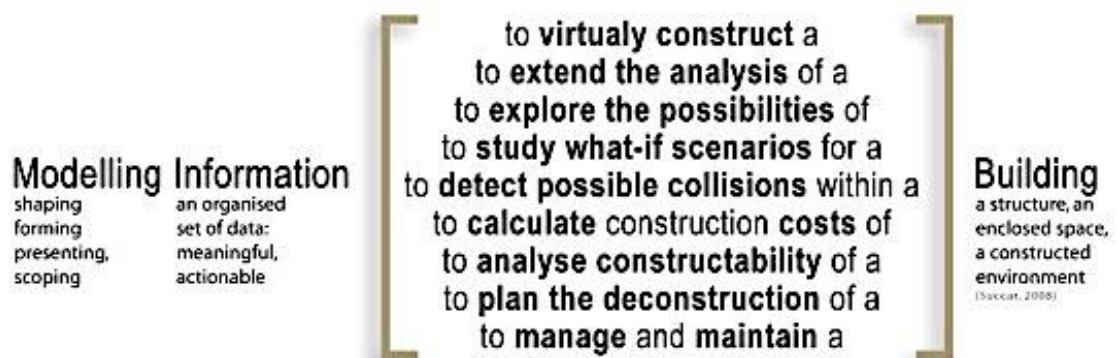 Modelling
shaping
forming
presenting,
scoping
Information
an organised
set of data:
meaningful,
actionable
to virtualy construct a
to extend the analysis of a
to explore the possibilities of
to study what-if scenarios for a
to detect possible collisions within a
to calculate construction costs of
to analyse constructability of a
to plan the deconstruction of a
to manage and maintain a
Building
a structure, an
enclosed space,
a constructed
environment
(Succar, 2008)